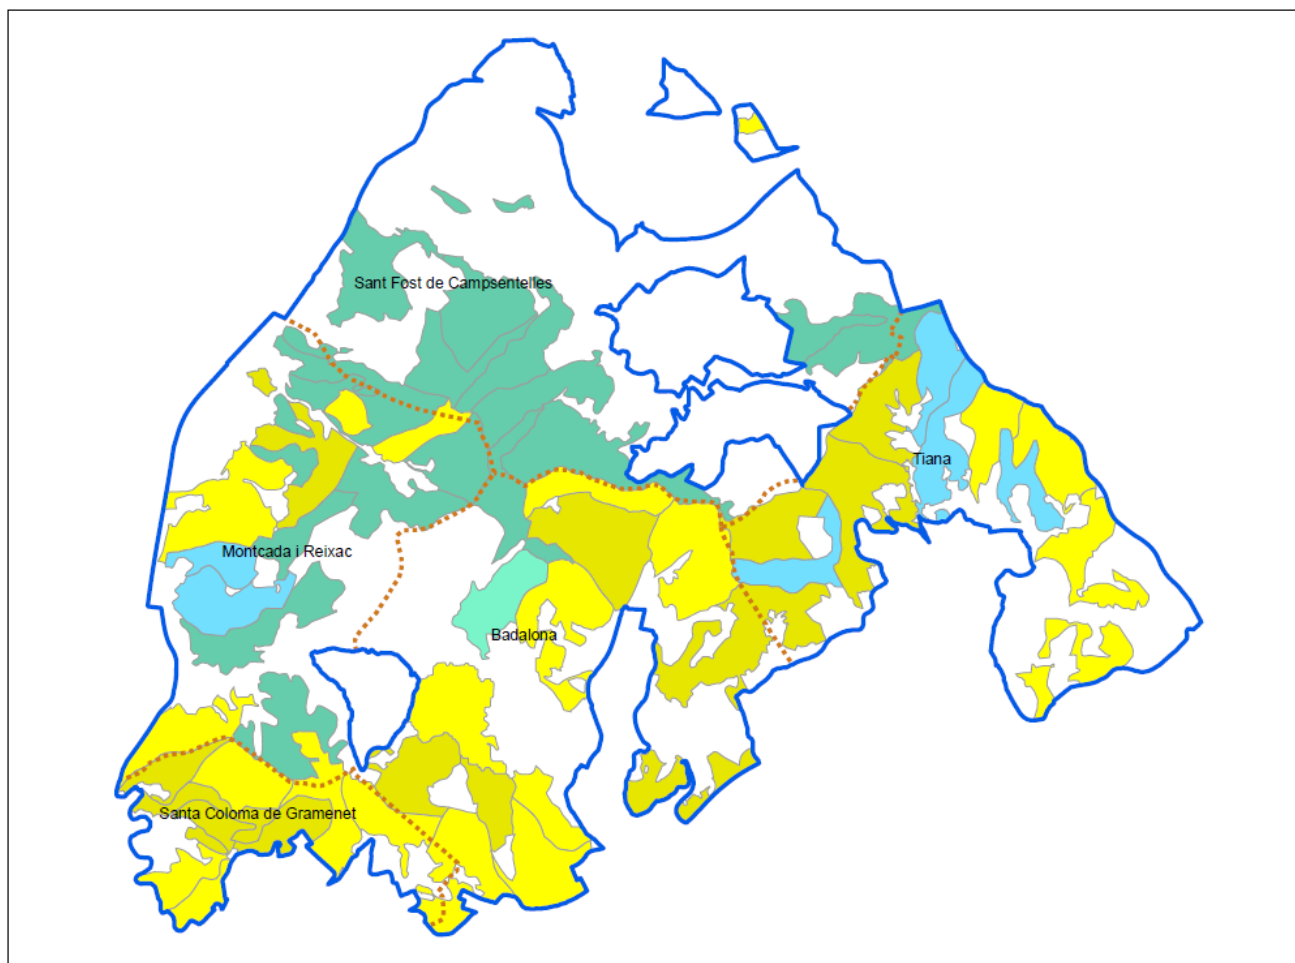 Sant Fost de Campsentelles
Tiana
Montcada i Reixac
Badalona
Santa Coloma de Gramenet